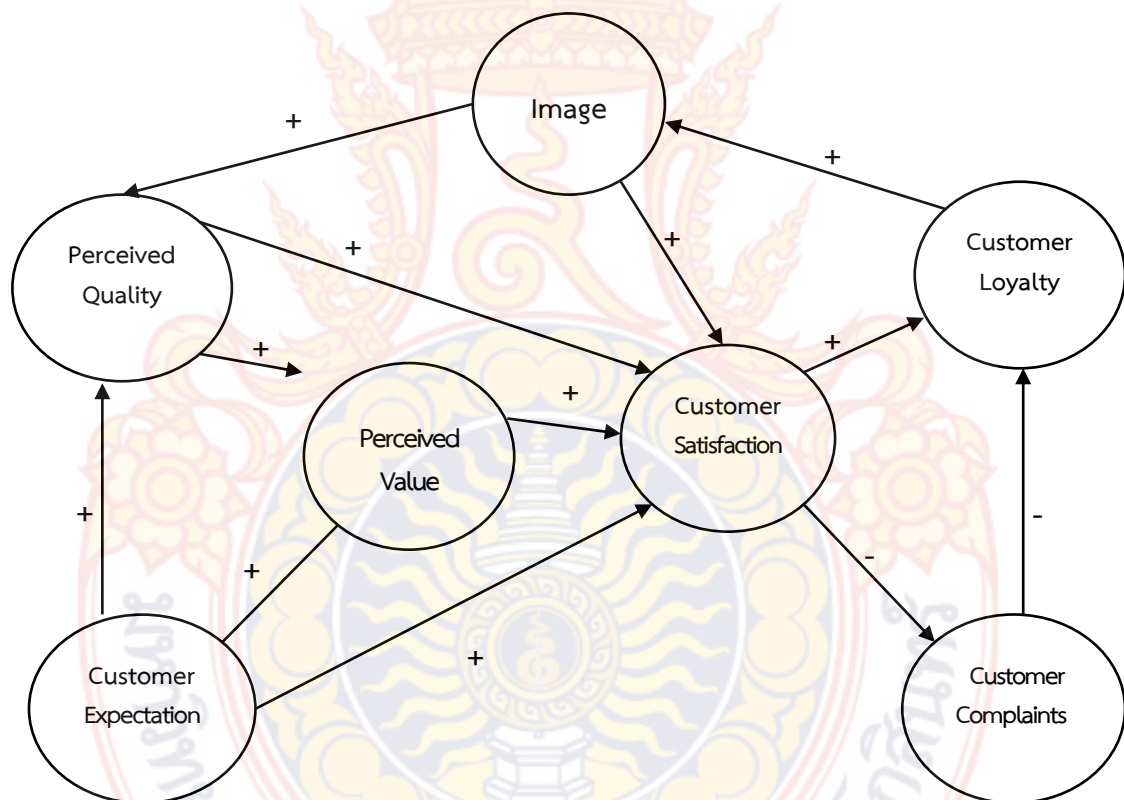 Image
+
+
+
Customer
Loyalty
Perceived
Quality
+
+
+
Customer
Satisfaction
+
Perceived
Value
+
-
-
+
+
Customer
Expectation
Customer
Complaints